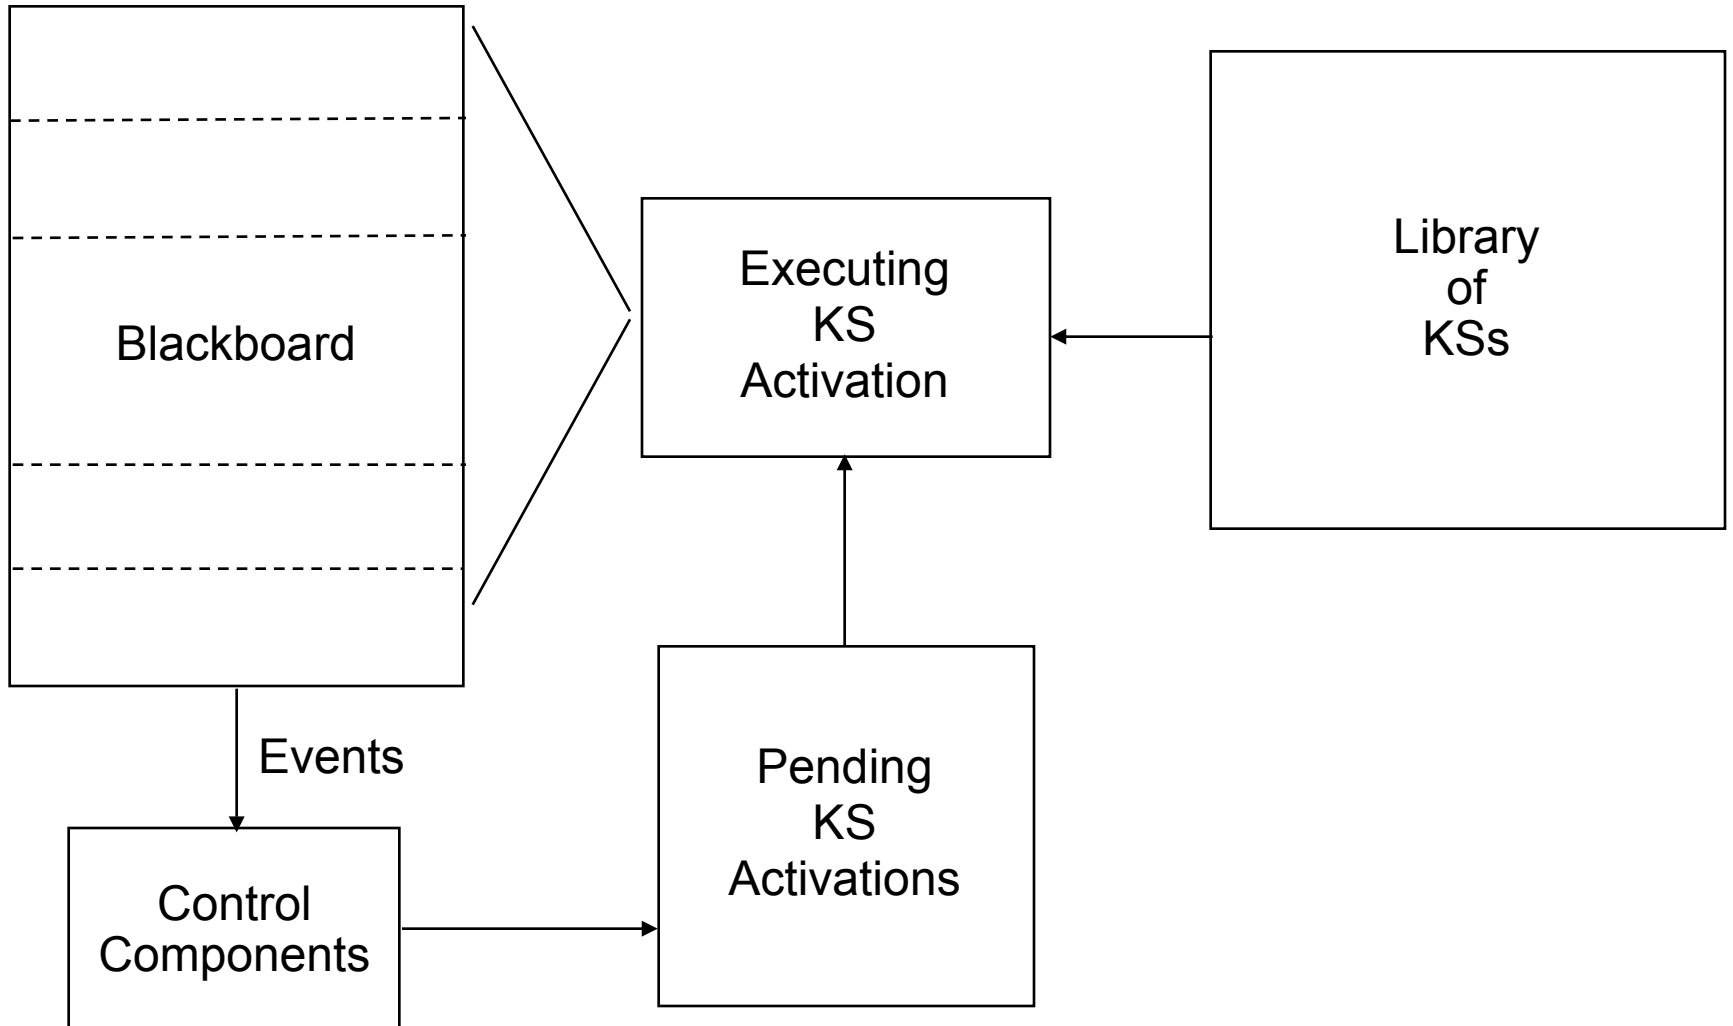 Blackboard
Executing
KS
Activation
Library
of
KSs
Events
Pending
KS
Activations
Control
Components